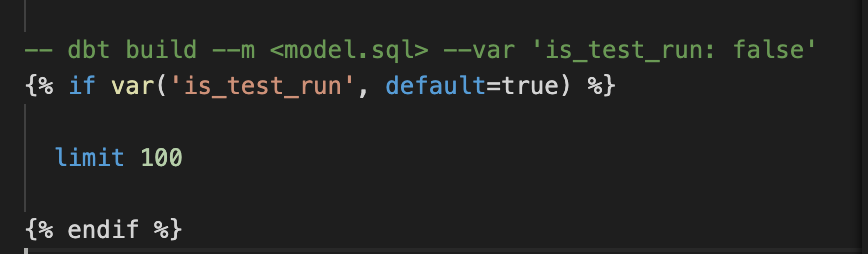 -- dbt build --m <model.sql> --var 'is_test_run: false'
{% if var('is_test_run', default=true) %}
limit 100
{% endif %}